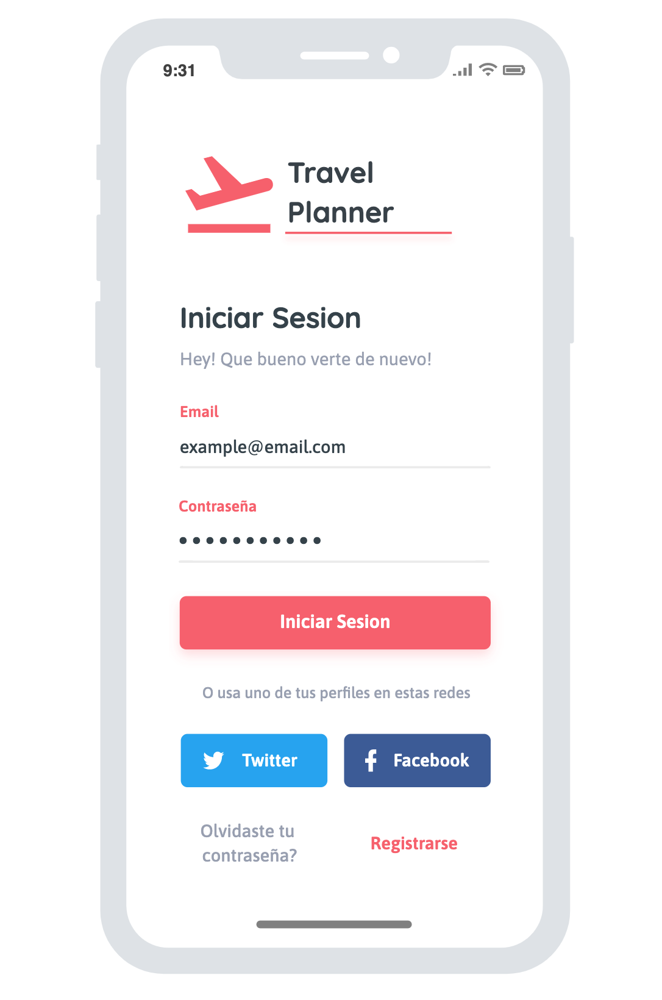 9:31
Travel
Planner
Iniciar Sesion
Hey! Que bueno verte de nuevo!
Email
example@email.com
Contraseña
Iniciar Sesion
O usa uno de tus perfiles en estas redes
Twitter
Facebook
Olvidaste tu
contraseña?
Registrarse